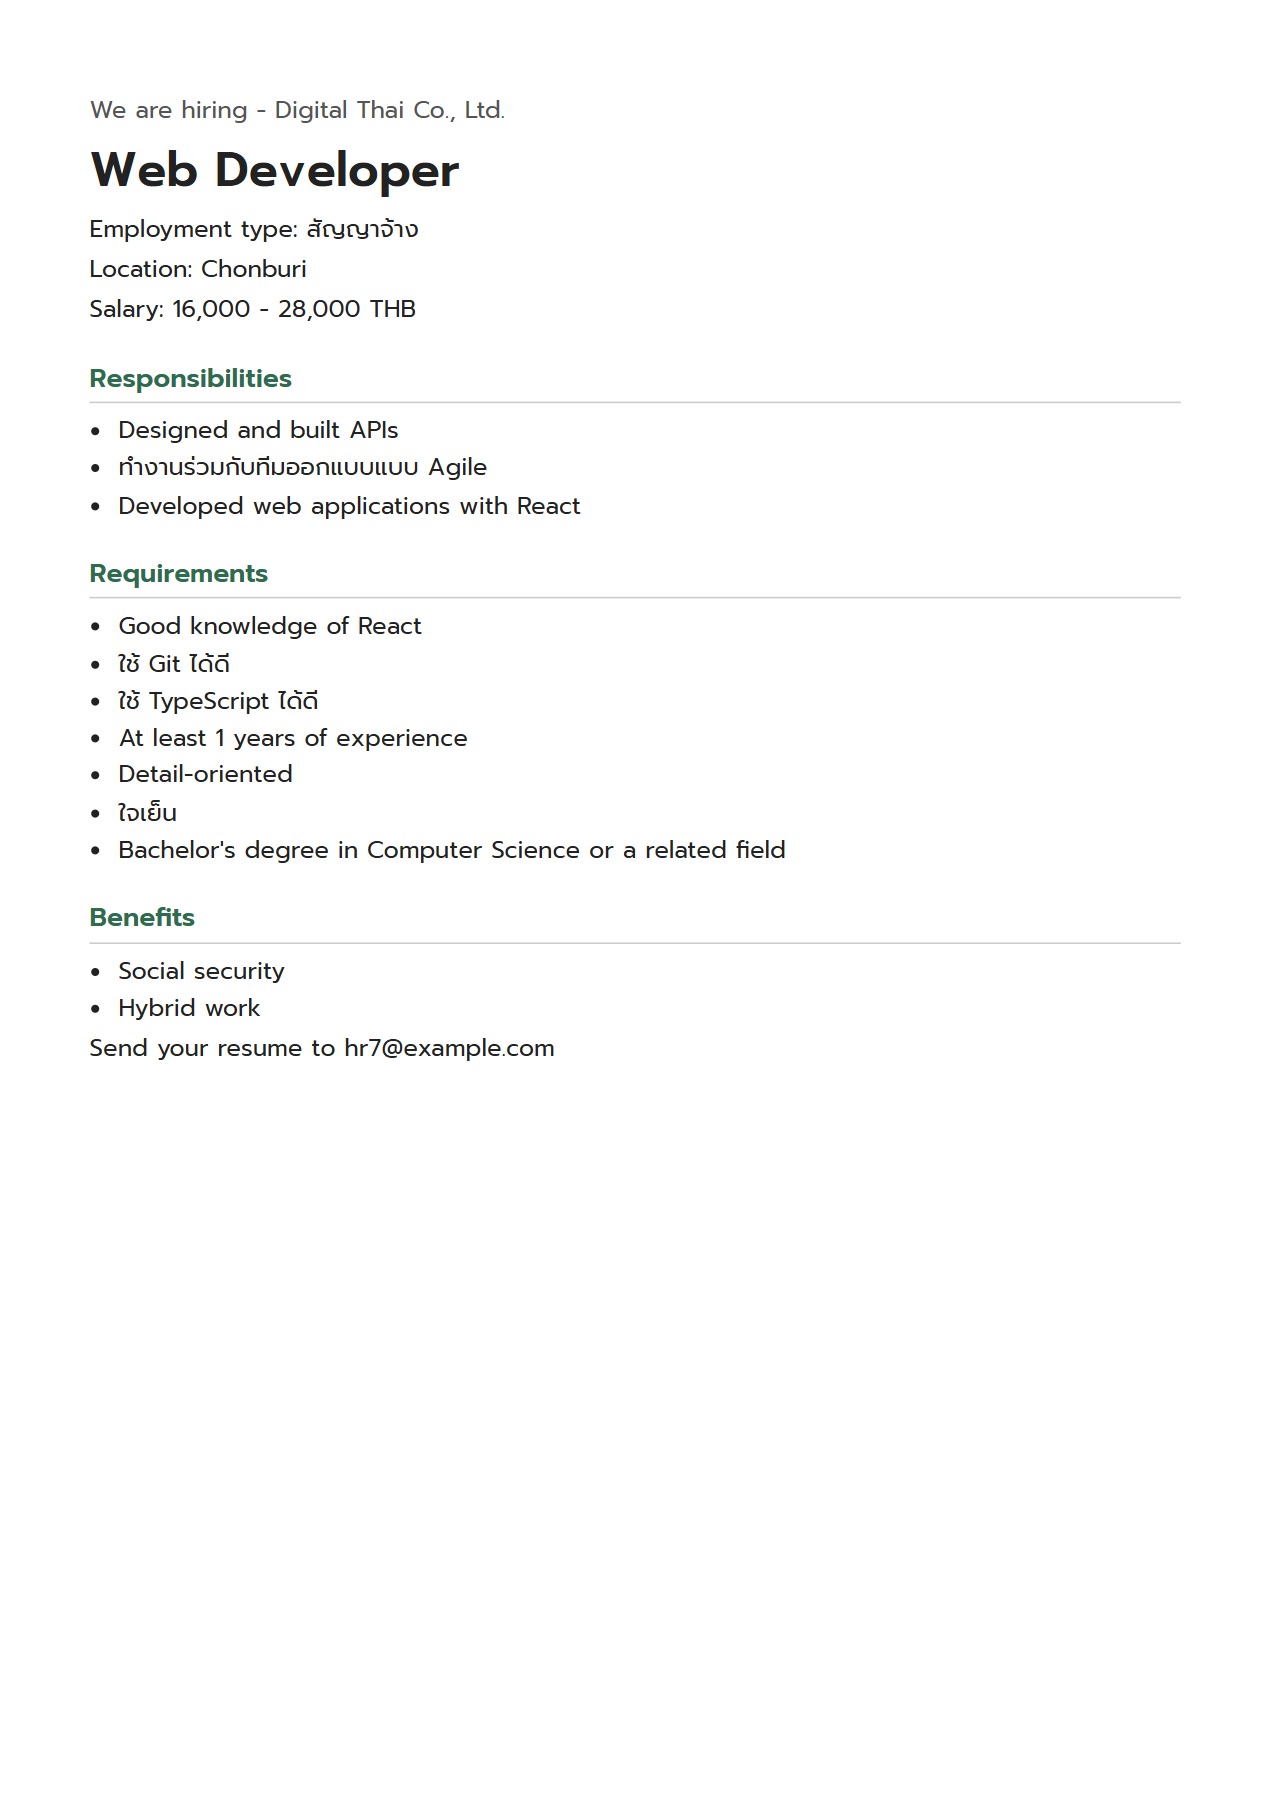 We are hiring - Digital Thai Co., Ltd.
Web Developer
Employment type: สัญญาจ้าง
Location: Chonburi
Salary: 16,000 - 28,000 THB
Responsibilities
• Designed and built APIs
• ทำงานร่วมกับทีมออกแบบแบบ Agile
• Developed web applications with React
Requirements
• Good knowledge of React
• ใช้ Git ได้ดี
• ใช้ TypeScript ได้ดี
• At least 1 years of experience
• Detail-oriented
• ใจเย็น
• Bachelor's degree in Computer Science or a related field
Benefits
• Social security
• Hybrid work
Send your resume to hr7@example.com